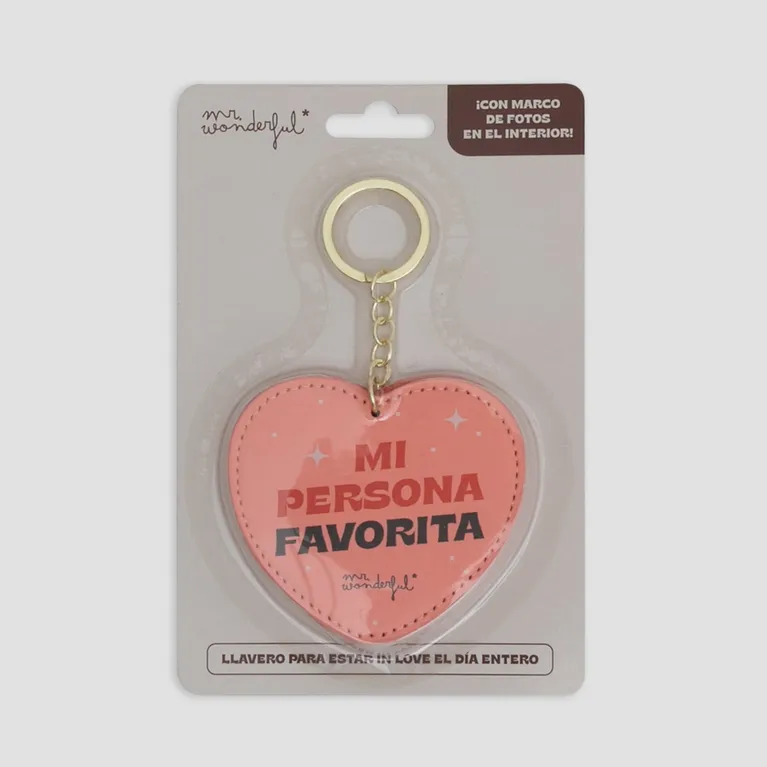 mr.
wonderful*
¡CON MARCO
DE FOTOS
EN EL INTERIOR!
MI
PERSONA
FAVORITA
mr.
wonderful*
LLAVERO PARA ESTAR IN LOVE EL DÍA ENTERO